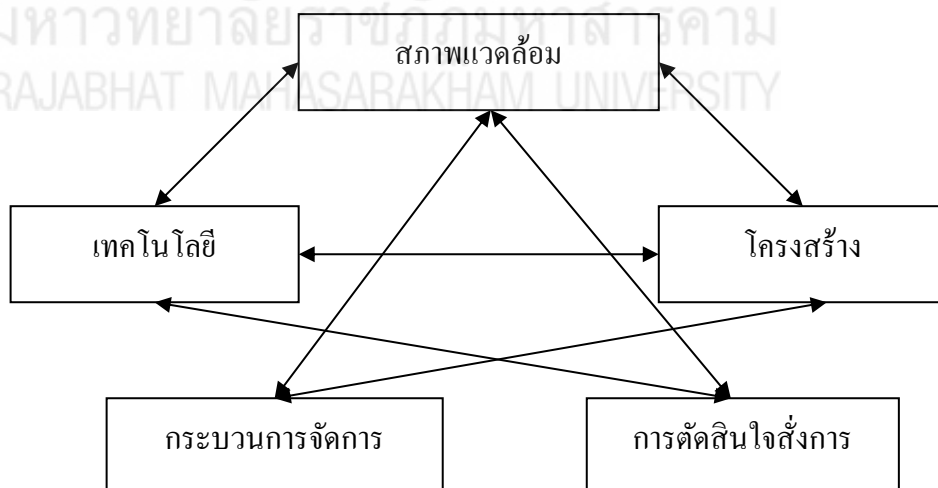 มหาวิทยาลัยราชภัฏมหาสารคาม
RAJABHAT MAHASARAKHAM UNIVERSITY
สภาพแวดล้อม
เทคโนโลยี
โครงสร้าง
กระบวนการจัดการ
การตัดสินใจสั่งการ